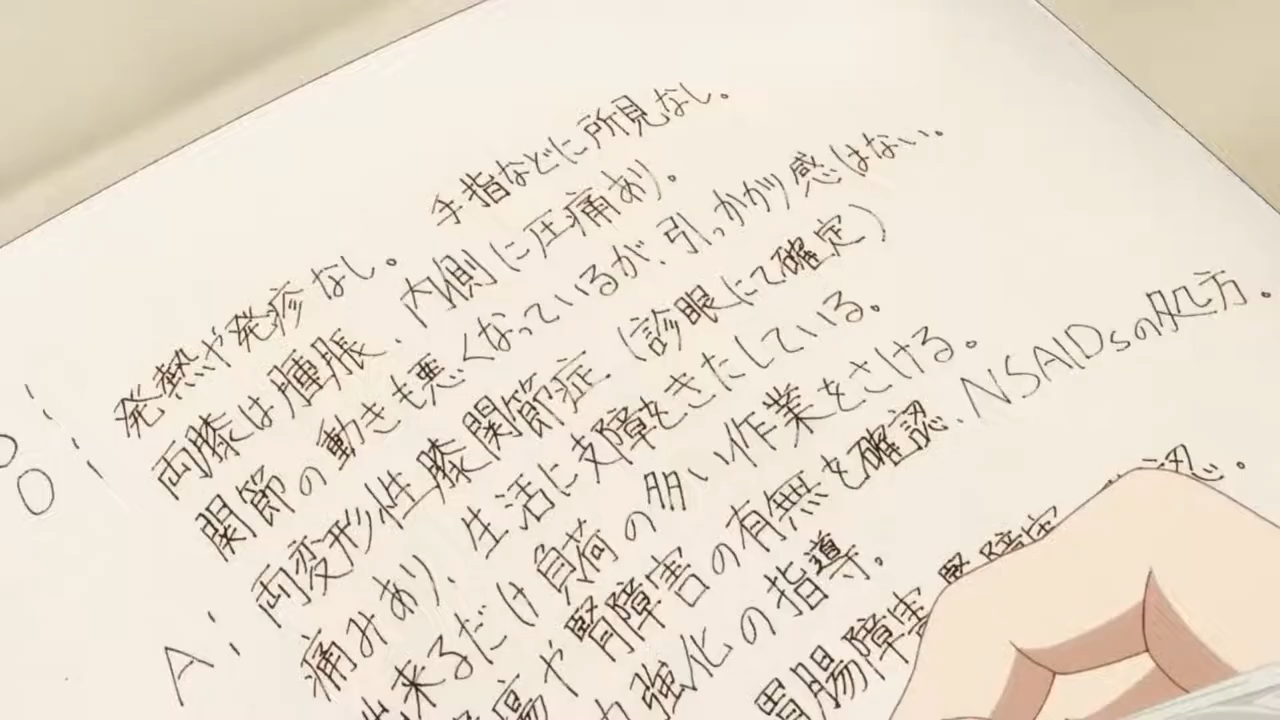 O: 発熱や発疹なし。 手指などに所見なし。
両膝は腫脹、内側に圧痛あり。
関節の動きも悪くなっているが、引っかかり感はない。
A: 両変形性膝関節症、(診眼にて確定)
痛みあり、生活に支障をきたしている。
出来るだけ負荷の多い作業をさける。
瘍や腎障害の有無を確認、NSAIDsの処方。
力強化の指導。
胃腸障害